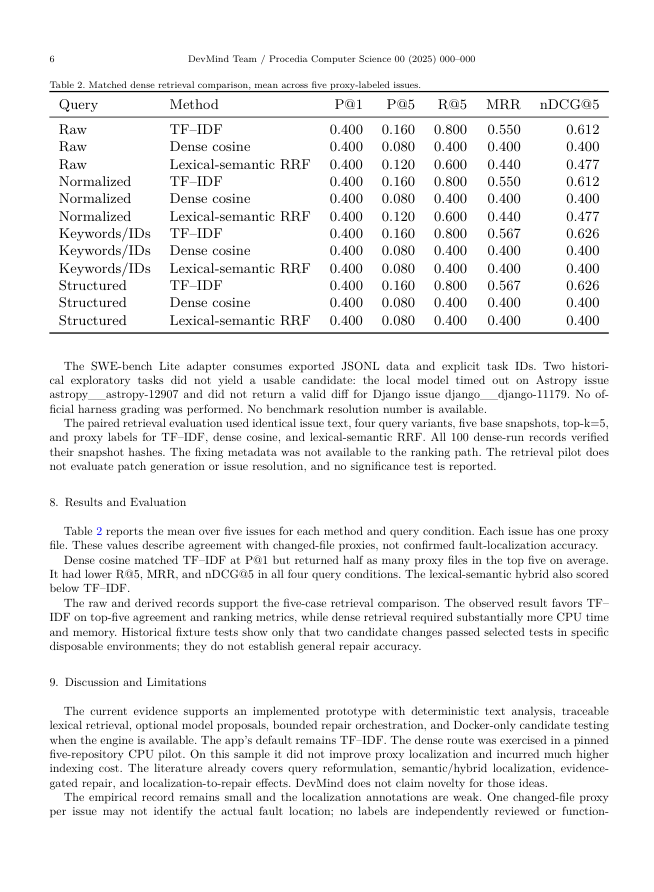 6
DevMind Team / Procedia Computer Science 00 (2025) 000–000
Table 2. Matched dense retrieval comparison, mean across five proxy-labeled issues.
Query Method P@1 P@5 R@5 MRR nDCG@5
Raw TF–IDF 0.400 0.160 0.800 0.550 0.612
Raw Dense cosine 0.400 0.080 0.400 0.400 0.400
Raw Lexical-semantic RRF 0.400 0.120 0.600 0.440 0.477
Normalized TF–IDF 0.400 0.160 0.800 0.550 0.612
Normalized Dense cosine 0.400 0.080 0.400 0.400 0.400
Normalized Lexical-semantic RRF 0.400 0.120 0.600 0.440 0.477
Keywords/IDs TF–IDF 0.400 0.160 0.800 0.567 0.626
Keywords/IDs Dense cosine 0.400 0.080 0.400 0.400 0.400
Keywords/IDs Lexical-semantic RRF 0.400 0.080 0.400 0.400 0.400
Structured TF–IDF 0.400 0.160 0.800 0.567 0.626
Structured Dense cosine 0.400 0.080 0.400 0.400 0.400
Structured Lexical-semantic RRF 0.400 0.080 0.400 0.400 0.400
The SWE-bench Lite adapter consumes exported JSONL data and explicit task IDs. Two histori-
cal exploratory tasks did not yield a usable candidate: the local model timed out on Astropy issue
astropy__astropy-12907 and did not return a valid diff for Django issue django__django-11179. No of-
ficial harness grading was performed. No benchmark resolution number is available.
The paired retrieval evaluation used identical issue text, four query variants, five base snapshots, top-k=5,
and proxy labels for TF–IDF, dense cosine, and lexical-semantic RRF. All 100 dense-run records verified
their snapshot hashes. The fixing metadata was not available to the ranking path. The retrieval pilot does
not evaluate patch generation or issue resolution, and no significance test is reported.
8. Results and Evaluation
Table 2 reports the mean over five issues for each method and query condition. Each issue has one proxy
file. These values describe agreement with changed-file proxies, not confirmed fault-localization accuracy.
Dense cosine matched TF–IDF at P@1 but returned half as many proxy files in the top five on average.
It had lower R@5, MRR, and nDCG@5 in all four query conditions. The lexical-semantic hybrid also scored
below TF–IDF.
The raw and derived records support the five-case retrieval comparison. The observed result favors TF–
IDF on top-five agreement and ranking metrics, while dense retrieval required substantially more CPU time
and memory. Historical fixture tests show only that two candidate changes passed selected tests in specific
disposable environments; they do not establish general repair accuracy.
9. Discussion and Limitations
The current evidence supports an implemented prototype with deterministic text analysis, traceable
lexical retrieval, optional model proposals, bounded repair orchestration, and Docker-only candidate testing
when the engine is available. The app's default remains TF–IDF. The dense route was exercised in a pinned
five-repository CPU pilot. On this sample it did not improve proxy localization and incurred much higher
indexing cost. The literature already covers query reformulation, semantic/hybrid localization, evidence-
gated repair, and localization-to-repair effects. DevMind does not claim novelty for those ideas.
The empirical record remains small and the localization annotations are weak. One changed-file proxy
per issue may not identify the actual fault location; no labels are independently reviewed or function-